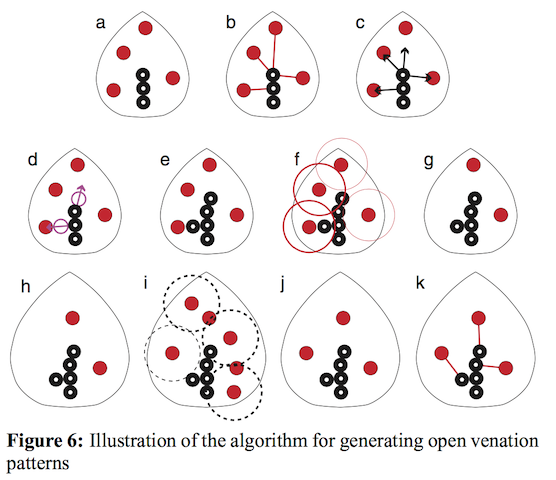 a b c
d e f g
h i j k
Figure 6: Illustration of the algorithm for generating open venation
patterns